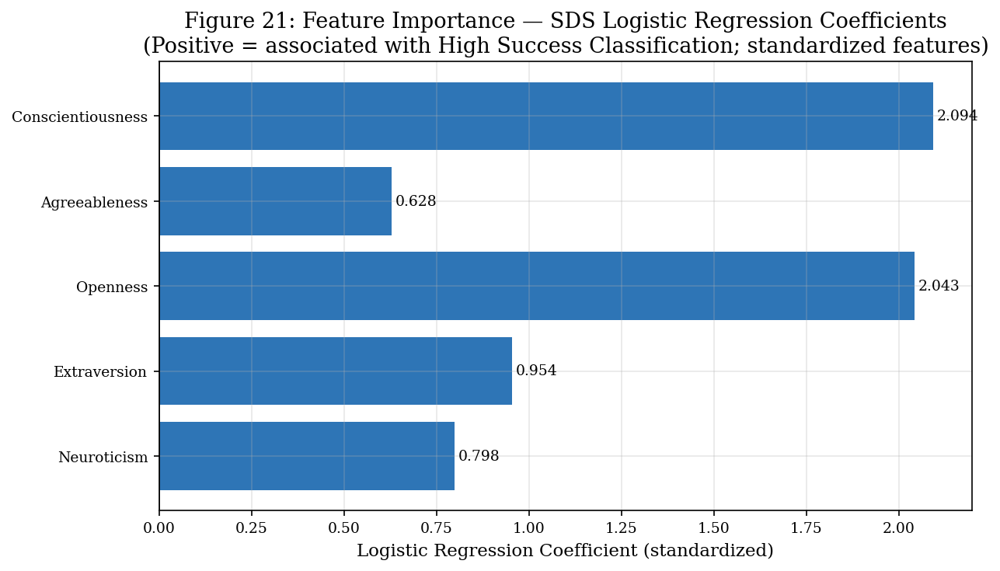 Figure 21: Feature Importance — SDS Logistic Regression Coefficients
(Positive = associated with High Success Classification; standardized features)
Conscientiousness 2.094
Agreeableness 0.628
Openness 2.043
Extraversion 0.954
Neuroticism 0.798
0.00 0.25 0.50 0.75 1.00 1.25 1.50 1.75 2.00
Logistic Regression Coefficient (standardized)